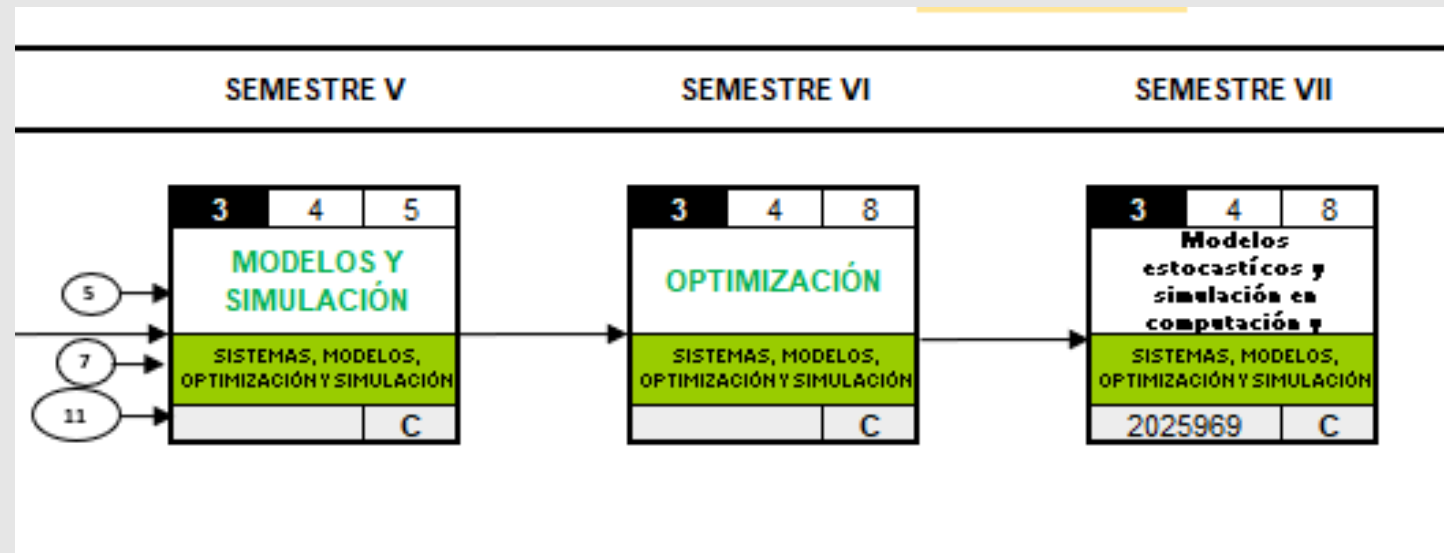 SEMESTRE V
SEMESTRE VI
SEMESTRE VII
3 4 5
MODELOS Y
SIMULACIÓN
SISTEMAS, MODELOS,
OPTIMIZACIÓN Y SIMULACIÓN
C
5
7
11
3 4 8
OPTIMIZACIÓN
SISTEMAS, MODELOS,
OPTIMIZACIÓN Y SIMULACIÓN
C
3 4 8
Modelos
estocastícos y
simulación en
computación y
SISTEMAS, MODELOS,
OPTIMIZACIÓN Y SIMULACIÓN
2025969 C